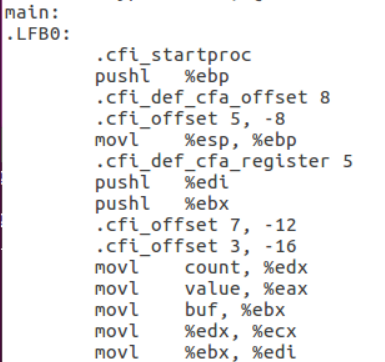 main:
.LFB0:
.cfi_startproc
pushl %ebp
.cfi_def_cfa_offset 8
.cfi_offset 5, -8
movl %esp, %ebp
.cfi_def_cfa_register 5
pushl %edi
pushl %ebx
.cfi_offset 7, -12
.cfi_offset 3, -16
movl count, %edx
movl value, %eax
movl buf, %ebx
movl %edx, %ecx
movl %ebx, %edi